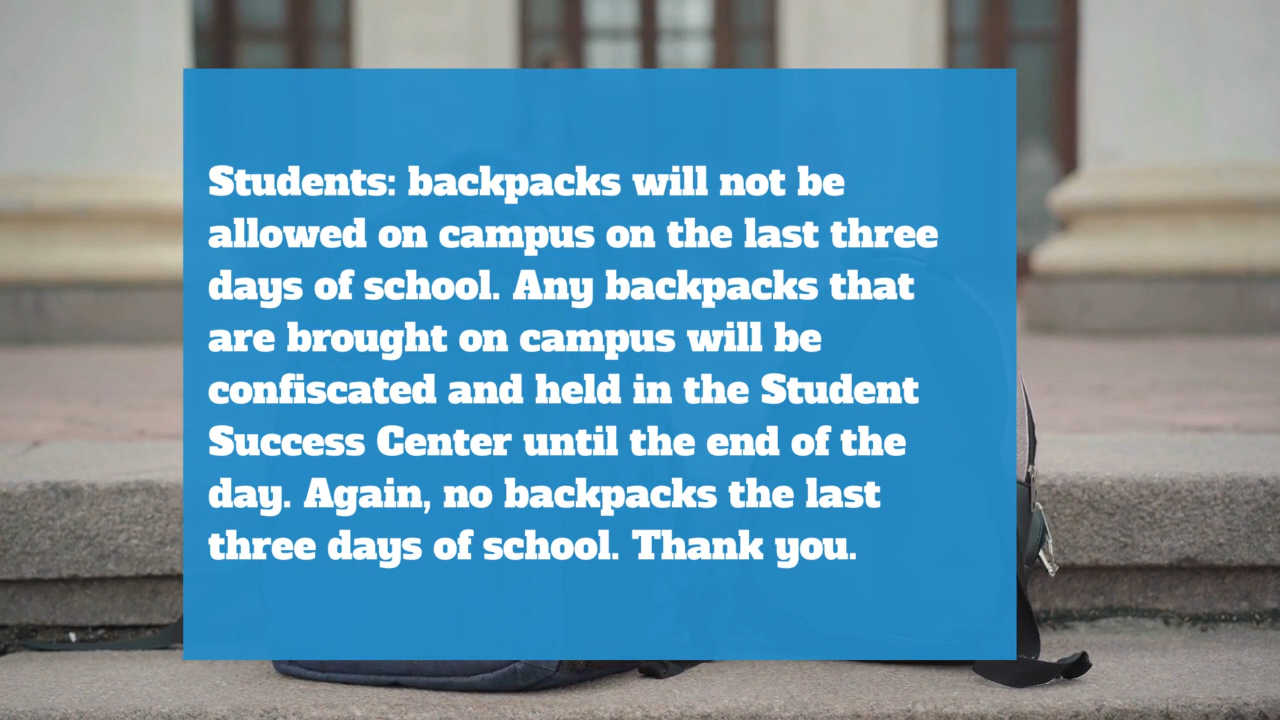 Students: backpacks will not be
allowed on campus on the last three
days of school. Any backpacks that
are brought on campus will be
confiscated and held in the Student
Success Center until the end of the
day. Again, no backpacks the last
three days of school. Thank you.